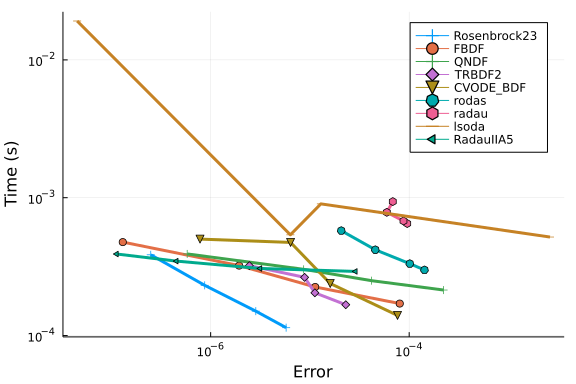 Time (s)
10⁻²
10⁻³
10⁻⁴
10⁻⁶
10⁻⁴
Error
Rosenbrock23
FBDF
QNDF
TRBDF2
CVODE_BDF
rodas
radau
lsoda
RadauIIA5